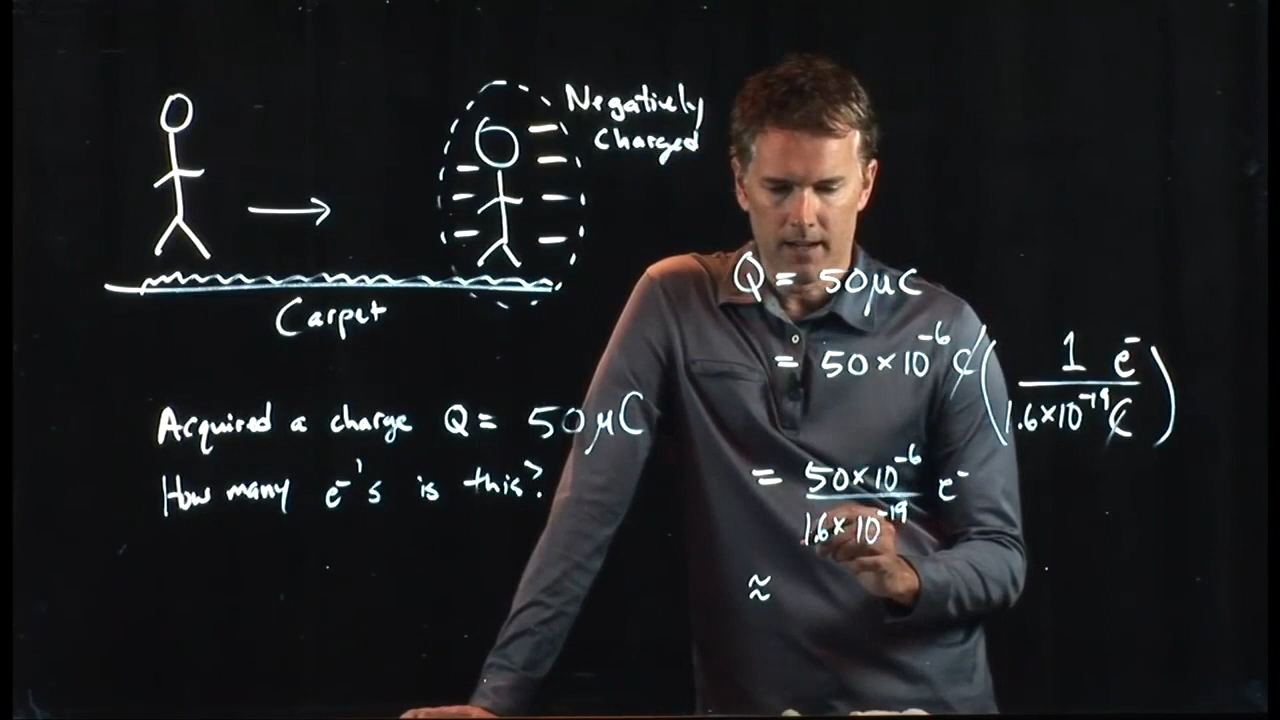 Negatively
Charged
Carpet
Acquired a charge Q = 50μC
How many e⁻'s is this?
Q = 50μC
= 50×10⁻⁶ C (1 e⁻ / 1.6×10⁻¹⁹ C)
= 50×10⁻⁶ / 1.6×10⁻¹⁹ e⁻
≈